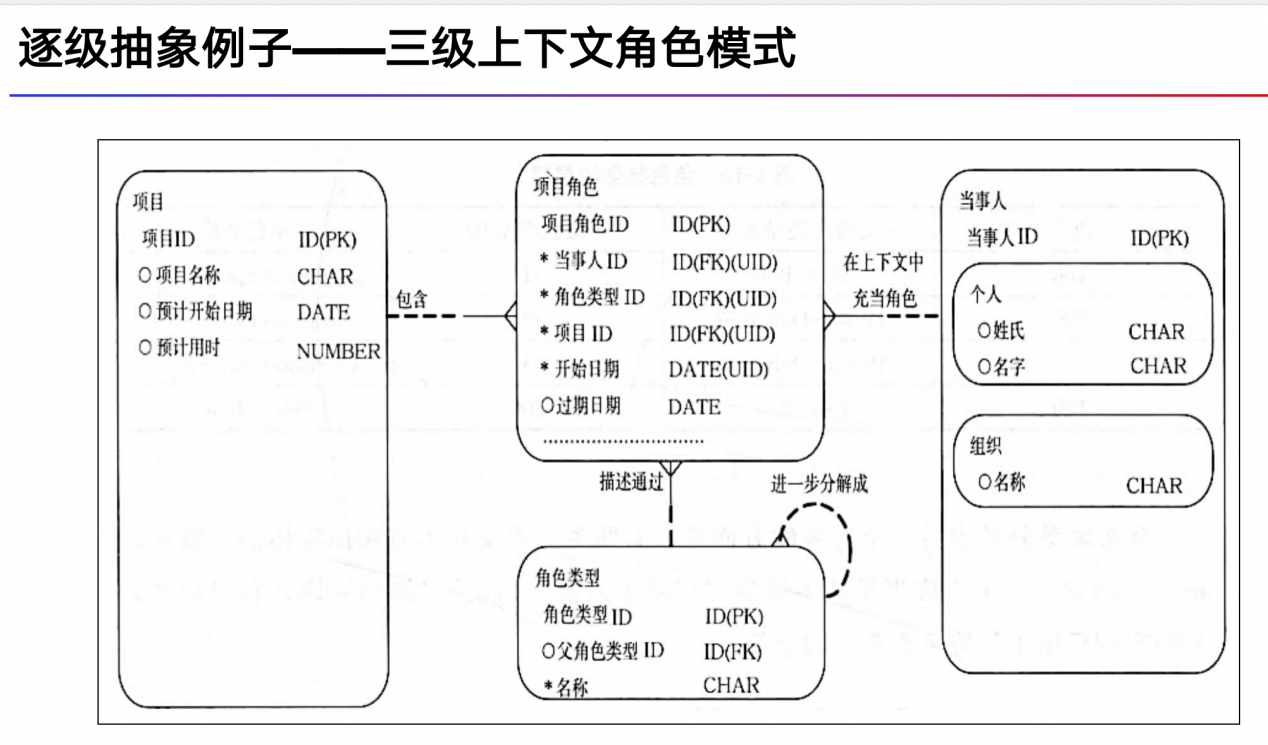 逐级抽象例子——三级上下文角色模式
项目
项目ID ID(PK)
○项目名称 CHAR
○预计开始日期 DATE
○预计用时 NUMBER
包含
项目角色
项目角色ID ID(PK)
*当事人ID ID(FK)(UID)
*角色类型ID ID(FK)(UID)
*项目ID ID(FK)(UID)
*开始日期 DATE(UID)
○过期日期 DATE
................................
在上下文中
充当角色
当事人
当事人ID ID(PK)
个人
○姓氏 CHAR
○名字 CHAR
组织
○名称 CHAR
描述通过
进一步分解成
角色类型
角色类型ID ID(PK)
○父角色类型ID ID(FK)
*名称 CHAR